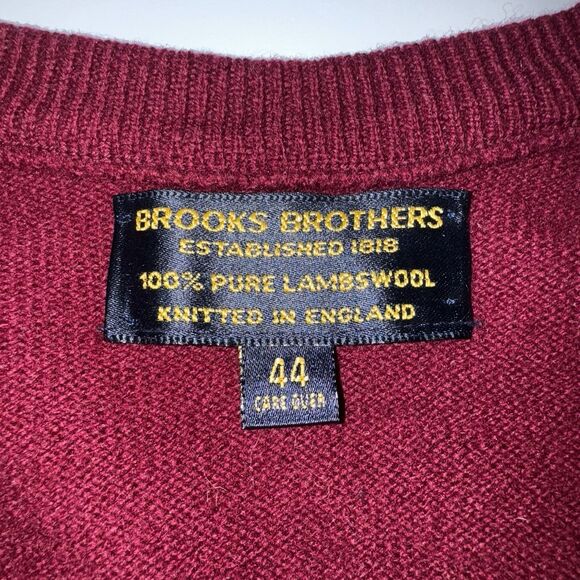 BROOKS BROTHERS
ESTABLISHED 1818
100% PURE LAMBSWOOL
KNITTED IN ENGLAND
44
CARE OVER